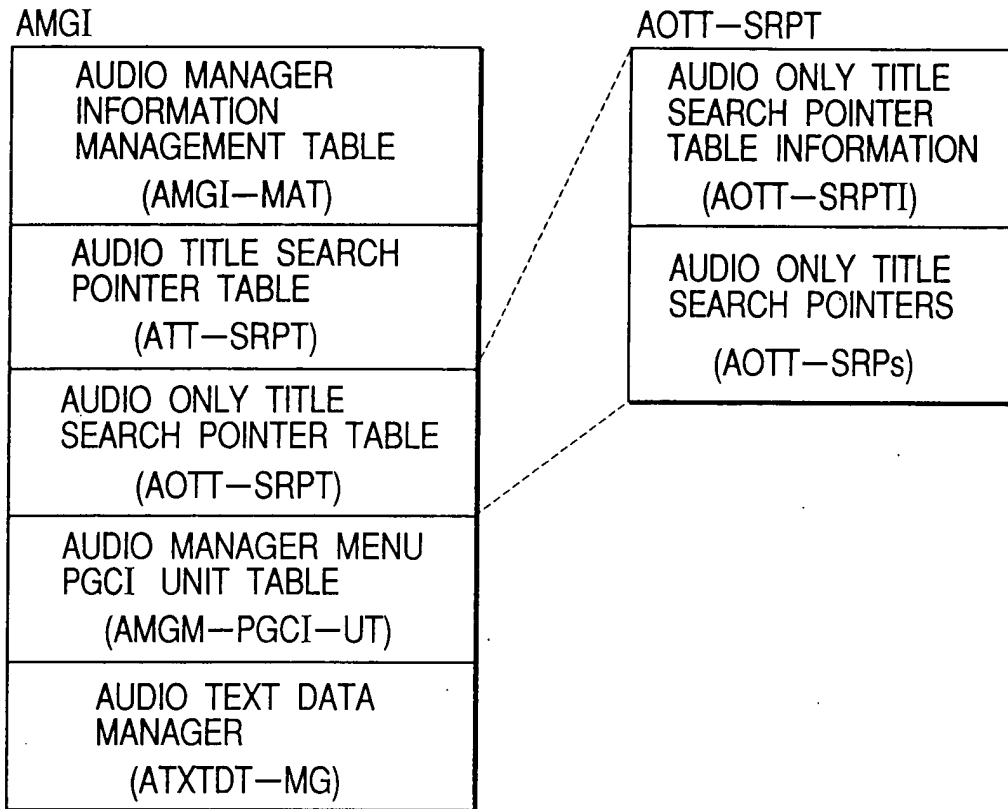 AMGI
AUDIO MANAGER
INFORMATION
MANAGEMENT TABLE
(AMGI—MAT)
AUDIO TITLE SEARCH
POINTER TABLE
(ATT—SRPT)
AUDIO ONLY TITLE
SEARCH POINTER TABLE
(AOTT—SRPT)
AUDIO MANAGER MENU
PGCI UNIT TABLE
(AMGM—PGCI—UT)
AUDIO TEXT DATA
MANAGER
(ATXTDT—MG)
AOTT—SRPT
AUDIO ONLY TITLE
SEARCH POINTER
TABLE INFORMATION
(AOTT—SRPTI)
AUDIO ONLY TITLE
SEARCH POINTERS
(AOTT—SRPs)